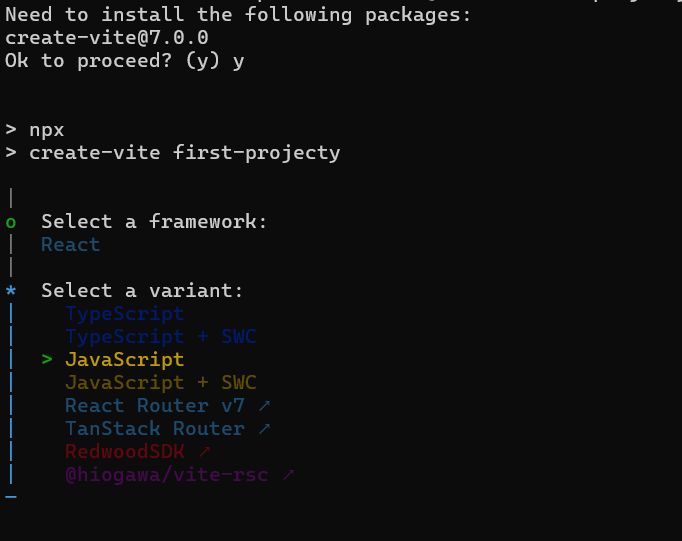 Need to install the following packages:
create-vite@7.0.0
Ok to proceed? (y) y
> npx
> create-vite first-projecty
o Select a framework:
React
* Select a variant:
TypeScript
TypeScript + SWC
> JavaScript
JavaScript + SWC
React Router v7 ↗
TanStack Router ↗
RedwoodSDK ↗
@hiogawa/vite-rsc ↗